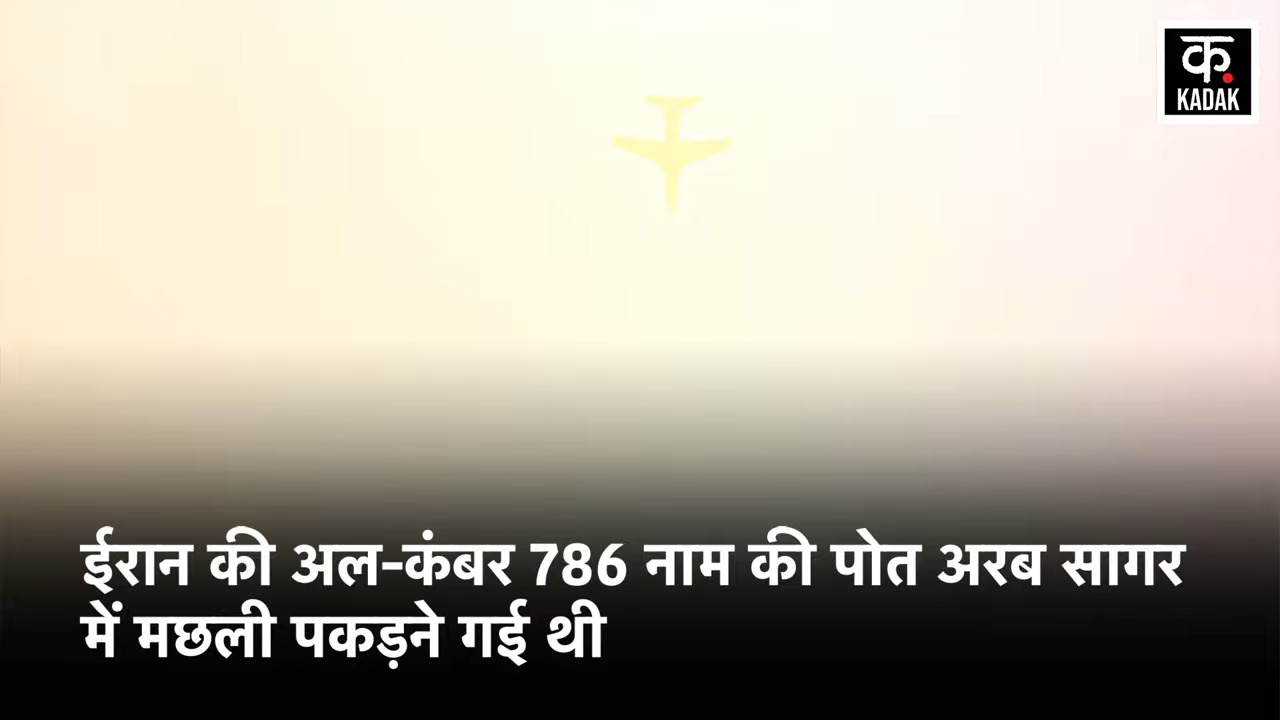 क.
KADAK
ईरान की अल-कंबर 786 नाम की पोत अरब सागर
में मछली पकड़ने गई थी